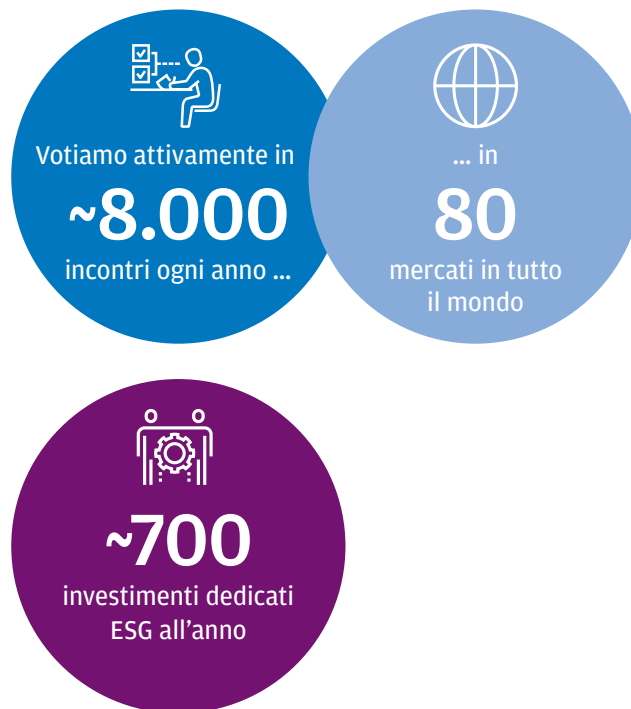 Votiamo attivamente in
~8.000
incontri ogni anno ...
... in
80
mercati in tutto
il mondo
~700
investimenti dedicati
ESG all’anno